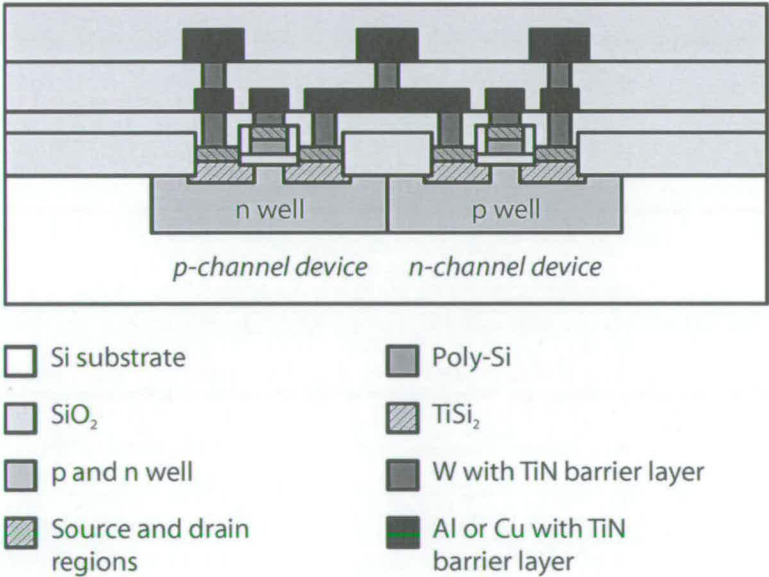 n well
p well
p-channel device
n-channel device
Si substrate
SiO₂
p and n well
Source and drain
regions
Poly-Si
TiSi₂
W with TiN barrier layer
Al or Cu with TiN
barrier layer